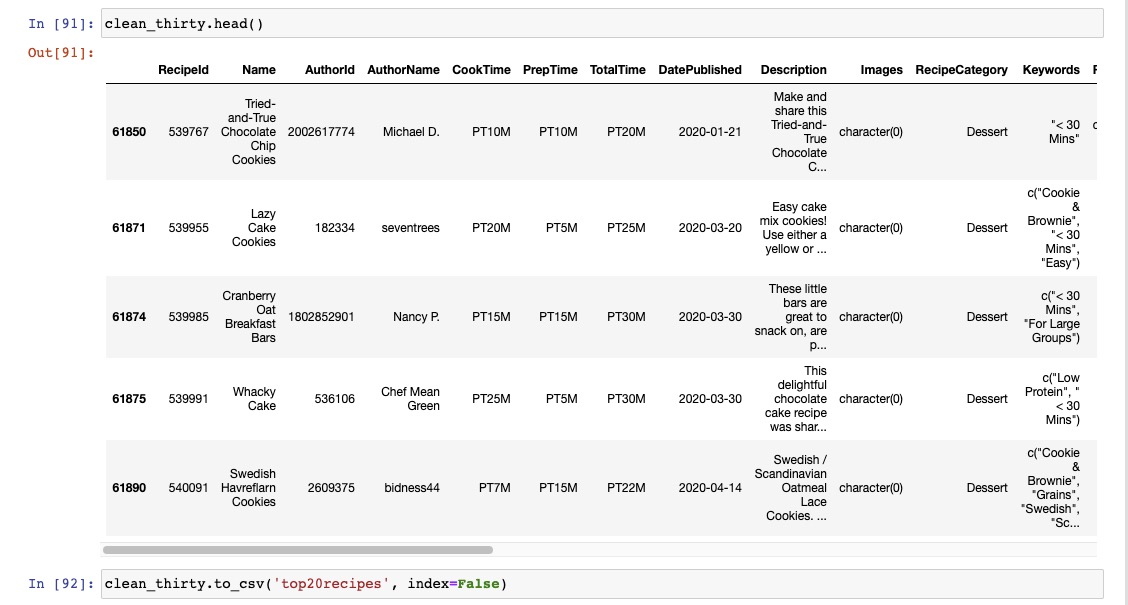 In [91]: clean_thirty.head()
Out[91]:
RecipeId Name AuthorId AuthorName CookTime PrepTime TotalTime DatePublished Description Images RecipeCategory Keywords
61850 539767 Tried-and-True Chocolate Chip Cookies 2002617774 Michael D. PT10M PT10M PT20M 2020-01-21 Make and share this Tried-and-True Chocolate C... character(0) Dessert "< 30 Mins"
61871 539955 Lazy Cake Cookies 182334 seventrees PT20M PT5M PT25M 2020-03-20 Easy cake mix cookies! Use either a yellow or ... character(0) Dessert c("Cookie & Brownie", "< 30 Mins", "Easy")
61874 539985 Cranberry Oat Breakfast Bars 1802852901 Nancy P. PT15M PT15M PT30M 2020-03-30 These little bars are great to snack on, are p... character(0) Dessert c("< 30 Mins", "For Large Groups")
61875 539991 Whacky Cake 536106 Chef Mean Green PT25M PT5M PT30M 2020-03-30 This delightful chocolate cake recipe was shar... character(0) Dessert c("Low Protein", "< 30 Mins")
61890 540091 Swedish Havreflarn Cookies 2609375 bidness44 PT7M PT15M PT22M 2020-04-14 Swedish / Scandinavian Oatmeal Lace Cookies. ... character(0) Dessert c("Cookie & Brownie", "Grains", "Swedish", "Sc...
In [92]: clean_thirty.to_csv('top20recipes', index=False)